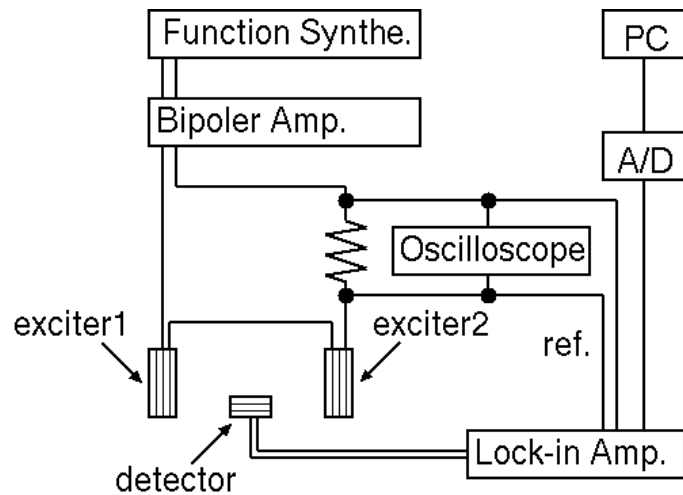 Function Synthe.
PC
Bipoler Amp.
A/D
Oscilloscope
exciter1
exciter2
ref.
Lock-in Amp.
detector